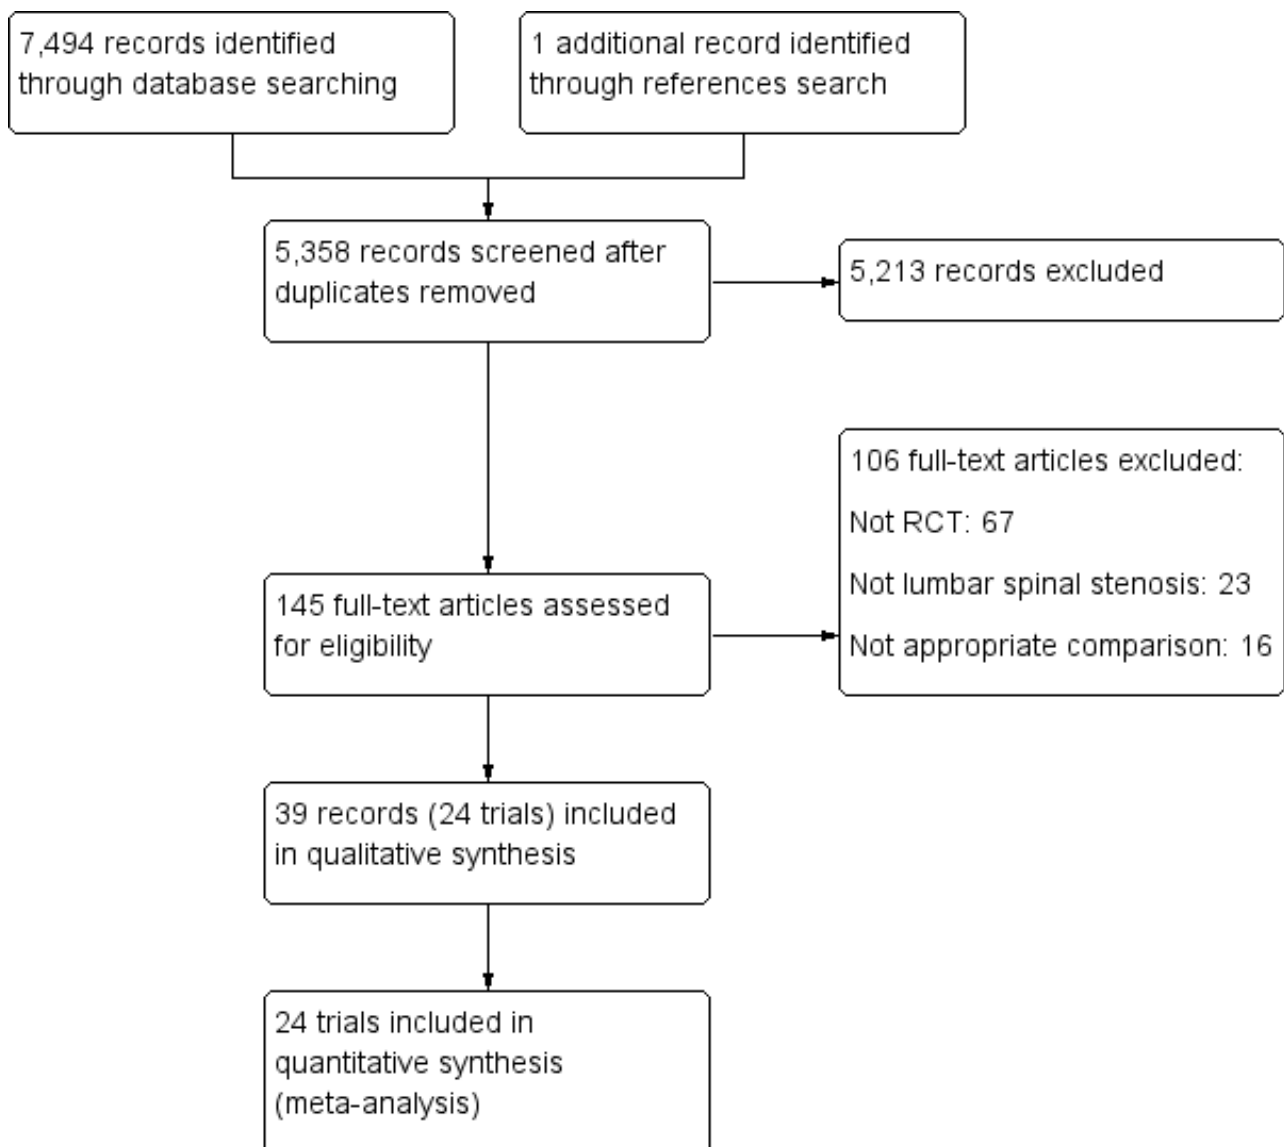 7,494 records identified
through database searching
1 additional record identified
through references search
5,358 records screened after
duplicates removed
5,213 records excluded
106 full-text articles excluded:
Not RCT: 67
Not lumbar spinal stenosis: 23
Not appropriate comparison: 16
145 full-text articles assessed
for eligibility
39 records (24 trials) included
in qualitative synthesis
24 trials included in
quantitative synthesis
(meta-analysis)